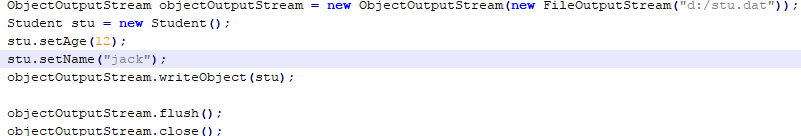 ObjectOutputStream objectOutputStream = new ObjectOutputStream(new FileOutputStream("d:/stu.dat"));
Student stu = new Student();
stu.setAge(12);
stu.setName("jack");
objectOutputStream.writeObject(stu);
objectOutputStream.flush();
objectOutputStream.close();